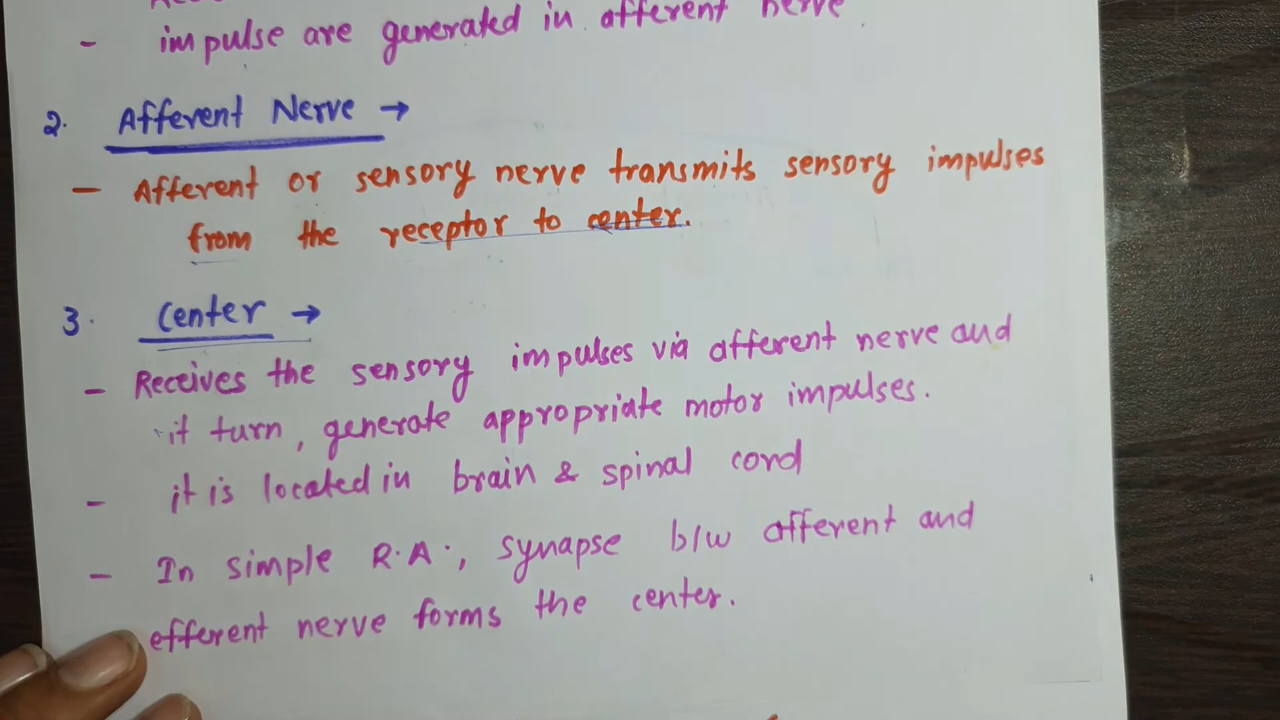 - impulse are generated in afferent nerve
2. Afferent Nerve →
- Afferent or sensory nerve transmits sensory impulses
from the receptor to center.
3. Center →
- Receives the sensory impulses via afferent nerve and
it turn, generate appropriate motor impulses.
- it is located in brain & spinal cord
- In simple R.A., synapse b/w afferent and
efferent nerve forms the center.